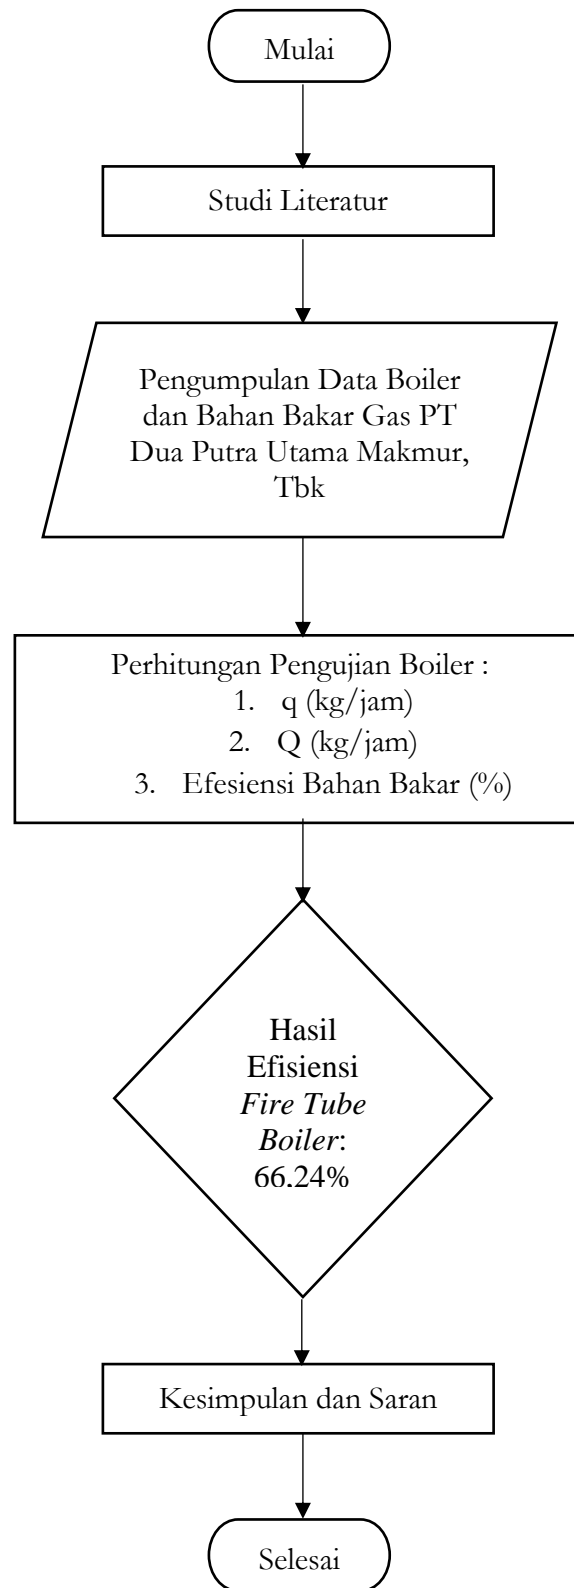 Mulai
Studi Literatur
Pengumpulan Data Boiler
dan Bahan Bakar Gas PT
Dua Putra Utama Makmur,
Tbk
Perhitungan Pengujian Boiler :
1. q (kg/jam)
2. Q (kg/jam)
3. Efesiensi Bahan Bakar (%)
Hasil
Efisiensi
Fire Tube
Boiler:
66.24%
Kesimpulan dan Saran
Selesai